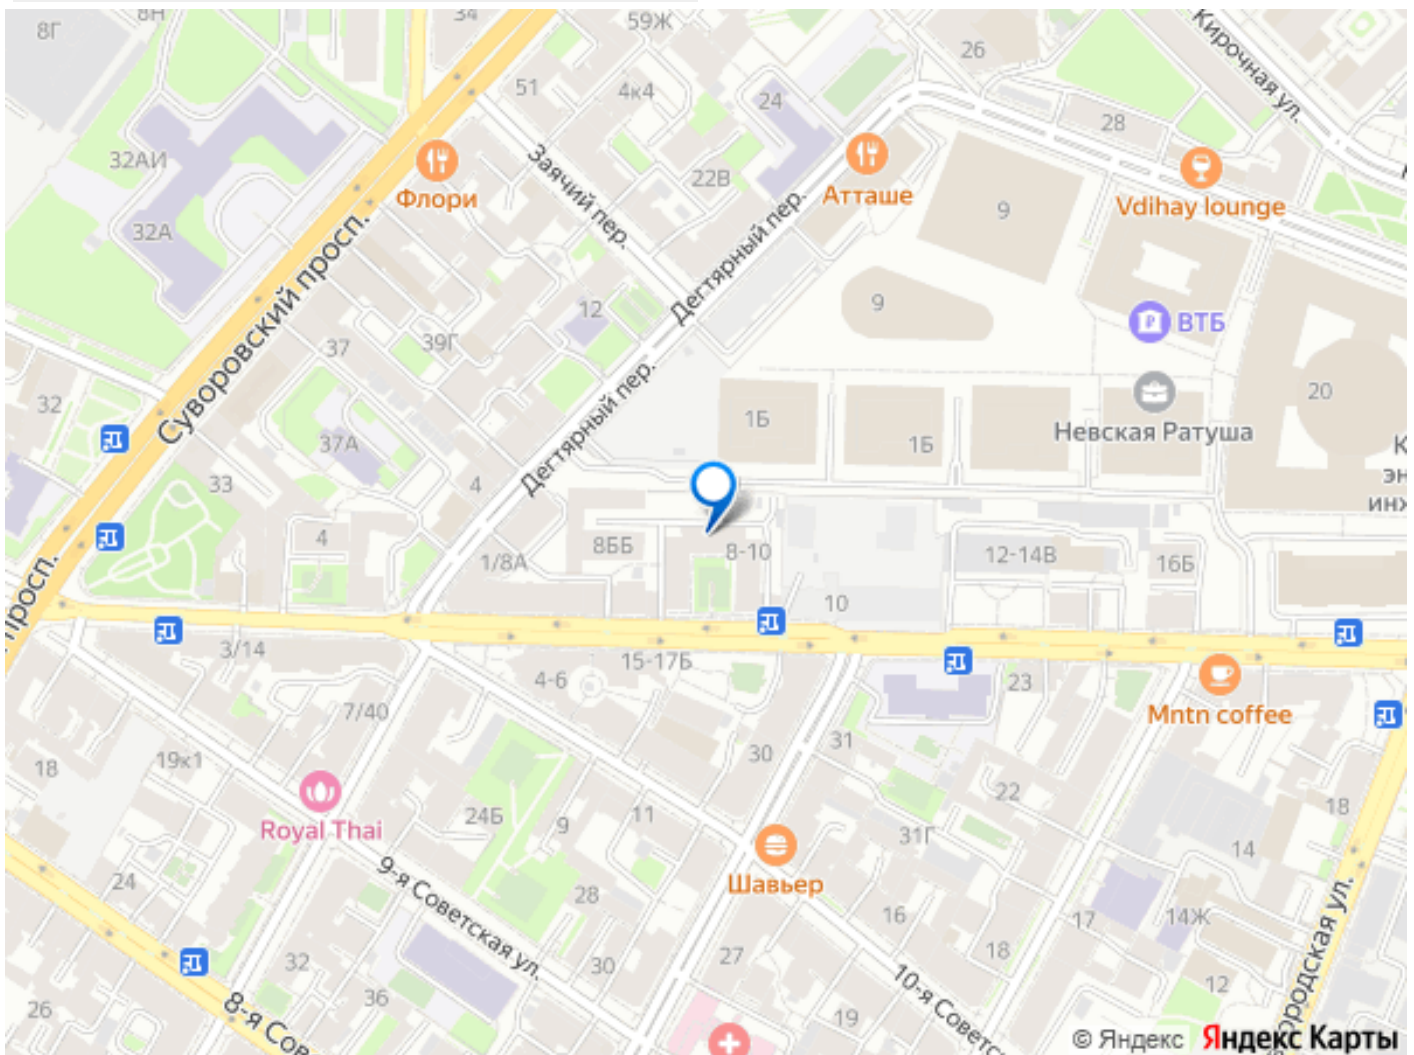 8Г
8Н
34
59Ж
26
Кирочная ул.
51
4к4
24
28
32АИ
Флори
Заячий пер.
22В
Атташе
9
Vdihay lounge
32А
Суворовский просп.
12
Дегтярный пер.
9
ВТБ
37
39Г
32
37А
Дегтярный пер.
1Б
1Б
Невская Ратуша
20
33
4
4
1/8А
8ББ
8-10
12-14В
16Б
просп.
10
3/14
4-6
15-17Б
23
Mntn coffee
7/40
18
19к1
30
31
22
18
Royal Thai
24Б
9
11
31Г
14
24
9-я Советская ул.
28
Шавьер
16
17
14Ж
32
36
30
27
18
12
26
8-я Сов
10-я Советс
19
© Яндекс Яндекс Карты